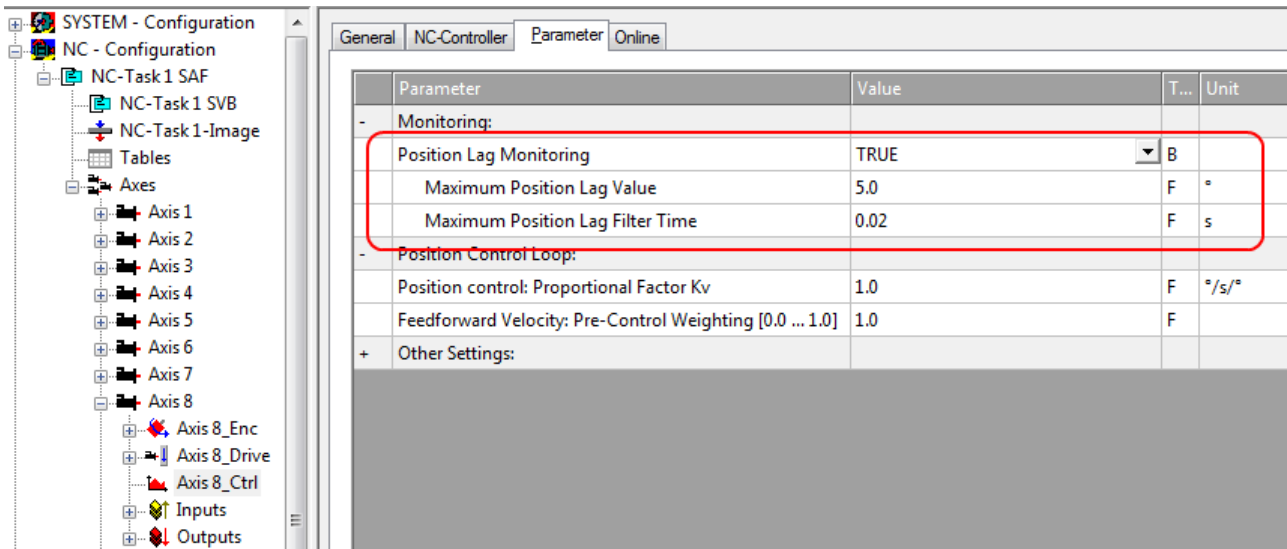 SYSTEM - Configuration
NC - Configuration
NC-Task 1 SAF
NC-Task 1 SVB
NC-Task 1-Image
Tables
Axes
Axis 1
Axis 2
Axis 3
Axis 4
Axis 5
Axis 6
Axis 7
Axis 8
Axis 8_Enc
Axis 8_Drive
Axis 8_Ctrl
Inputs
Outputs
General NC-Controller Parameter Online
Parameter Value T... Unit
- Monitoring:
Position Lag Monitoring TRUE B
Maximum Position Lag Value 5.0 F °
Maximum Position Lag Filter Time 0.02 F s
- Position Control Loop:
Position control: Proportional Factor Kv 1.0 F °/s/°
Feedforward Velocity: Pre-Control Weighting [0.0 ... 1.0] 1.0 F
+ Other Settings: